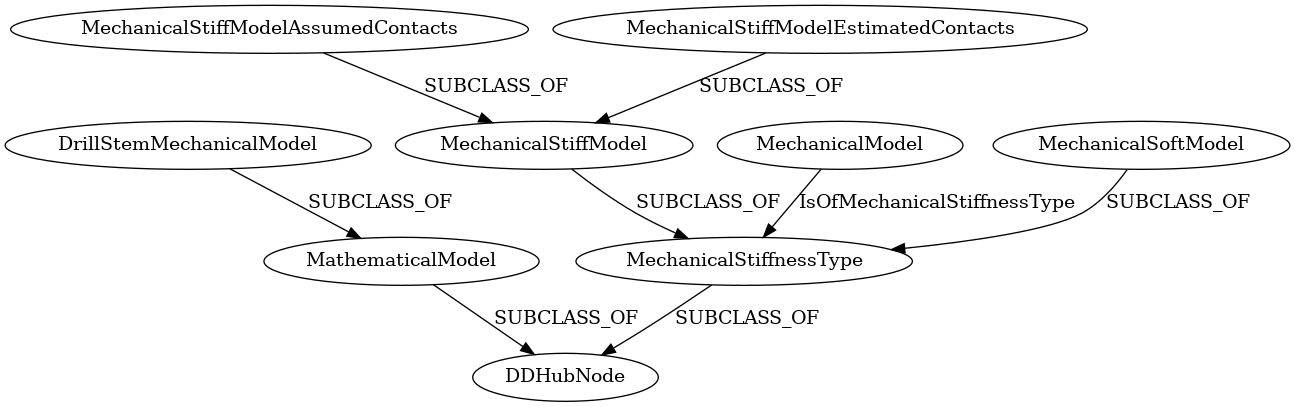 MechanicalStiffModelAssumedContacts
MechanicalStiffModelEstimatedContacts
SUBCLASS_OF
SUBCLASS_OF
DrillStemMechanicalModel
MechanicalStiffModel
MechanicalModel
MechanicalSoftModel
SUBCLASS_OF
SUBCLASS_OF
IsOfMechanicalStiffnessType
SUBCLASS_OF
MathematicalModel
MechanicalStiffnessType
SUBCLASS_OF
SUBCLASS_OF
DDHubNode